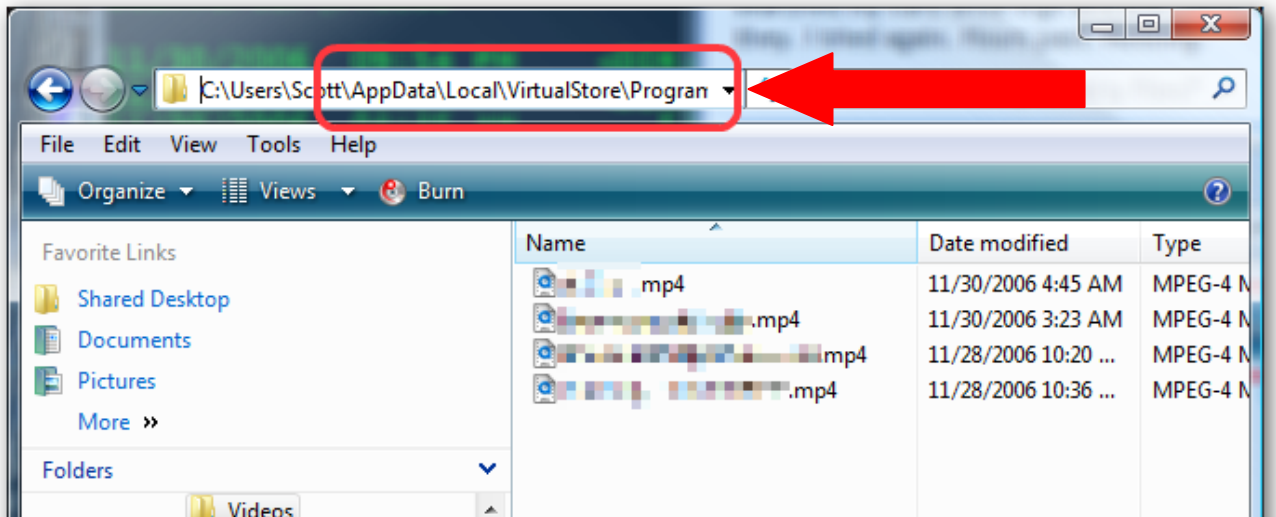 C:\Users\Scott\AppData\Local\VirtualStore\Program
File Edit View Tools Help
Organize Views Burn
Favorite Links
Shared Desktop
Documents
Pictures
More »
Folders
Videos
Name Date modified Type
.mp4 11/30/2006 4:45 AM MPEG-4 M
.mp4 11/30/2006 3:23 AM MPEG-4 M
.mp4 11/28/2006 10:20 ... MPEG-4 M
.mp4 11/28/2006 10:36 ... MPEG-4 M